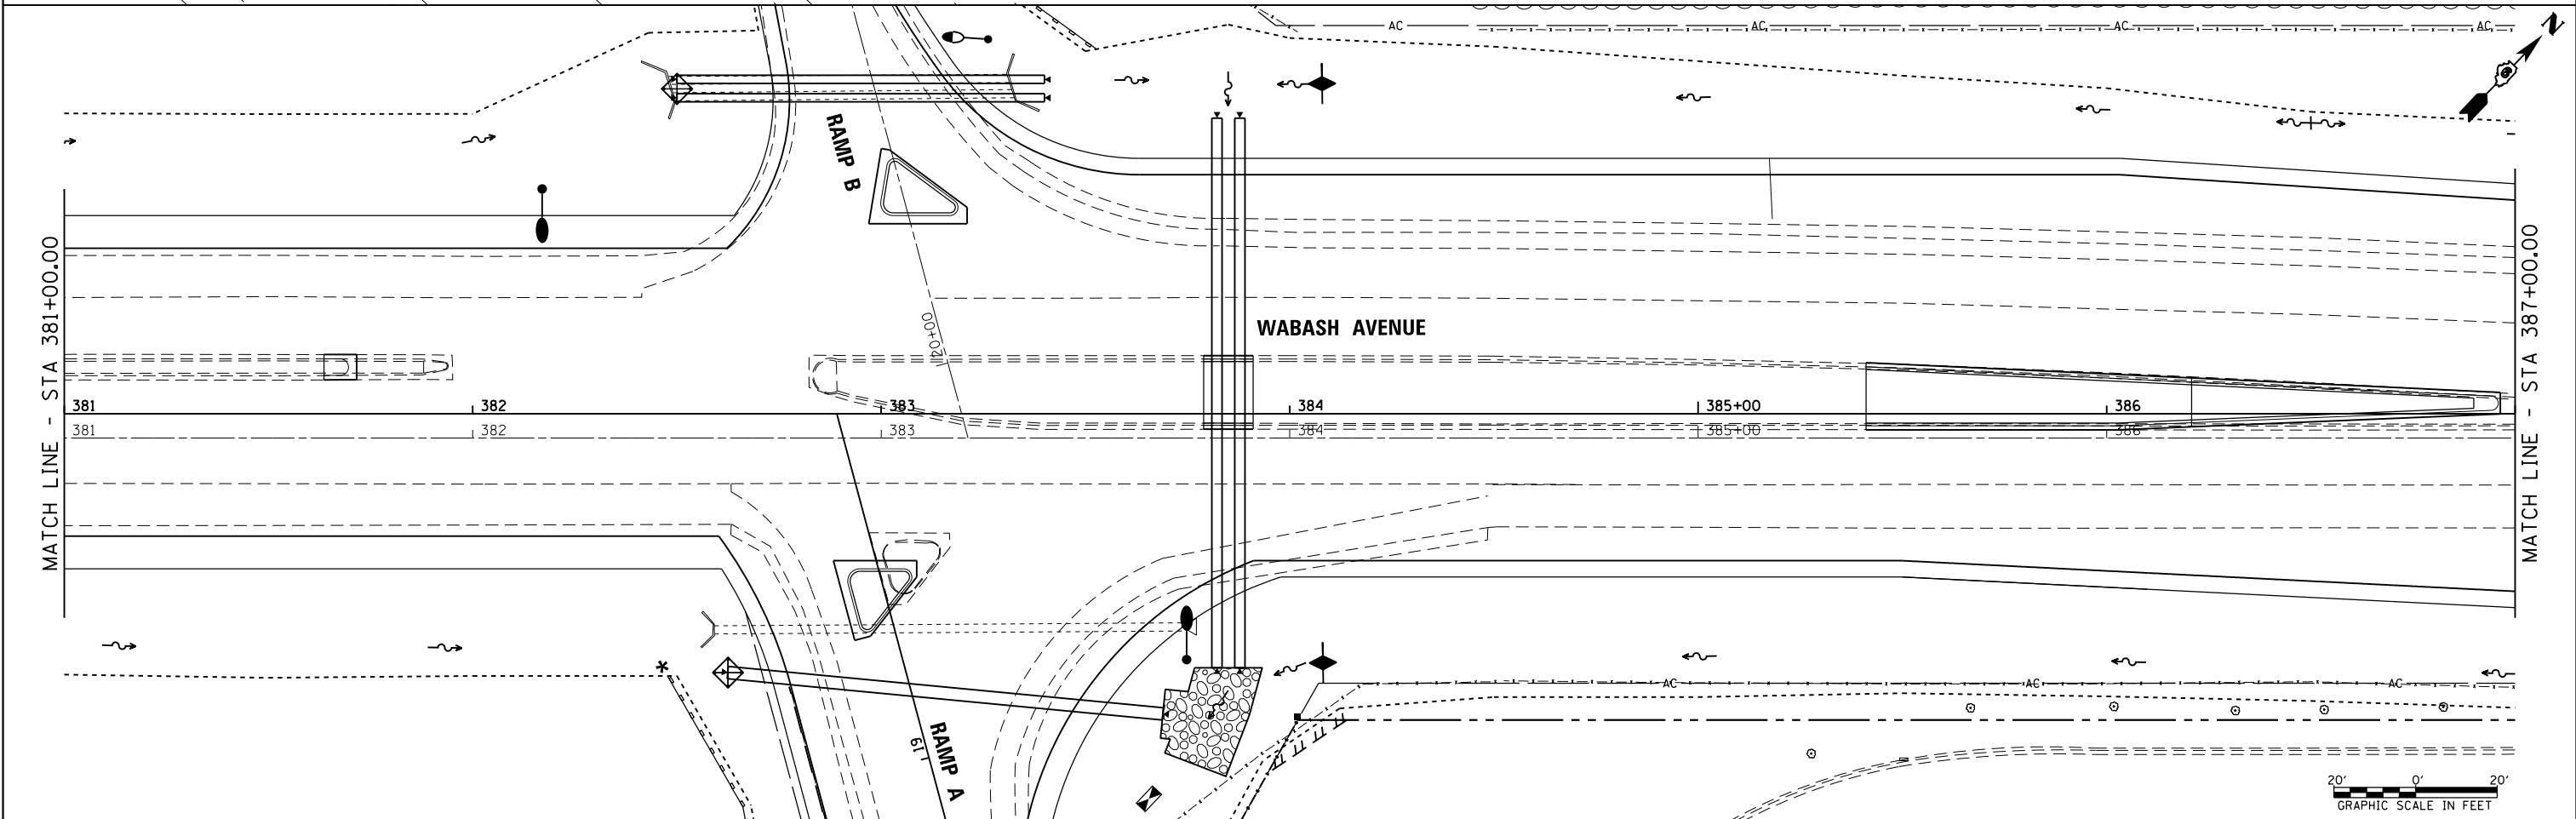 AC AC AC AC
N
RAMP B
MATCH LINE - STA 381+00.00
MATCH LINE - STA 387+00.00
20+00
WABASH AVENUE
381 382 383 384 385+00 386
381 382 383 384 385+00 386
*
AC AC AC
RAMP A
19
20' 0' 20'
GRAPHIC SCALE IN FEET